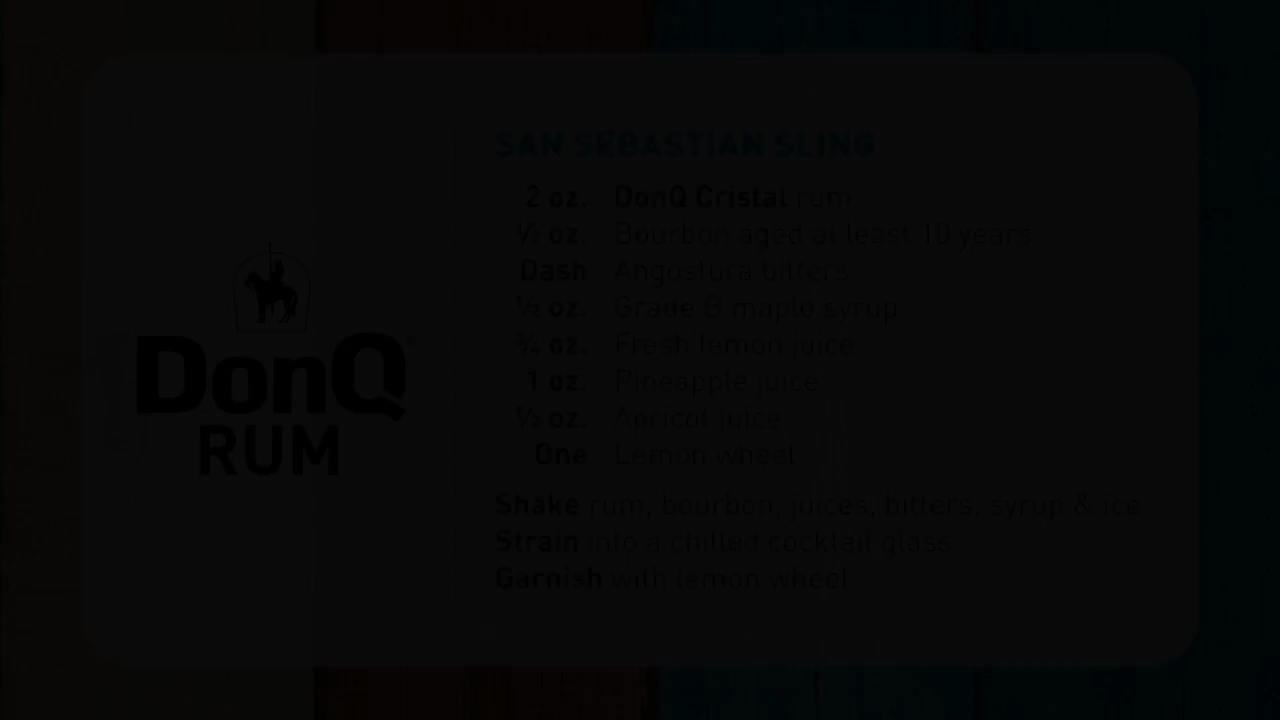 DonQ
RUM
SAN SEBASTIAN SLING
2 oz. DonQ Cristal rum
½ oz. Bourbon aged at least 10 years
Dash Angostura bitters
½ oz. Grade B maple syrup
¾ oz. Fresh lemon juice
1 oz. Pineapple juice
½ oz. Apricot juice
One Lemon wheel
Shake rum, bourbon, juices, bitters, syrup & ice
Strain into a chilled cocktail glass
Garnish with lemon wheel